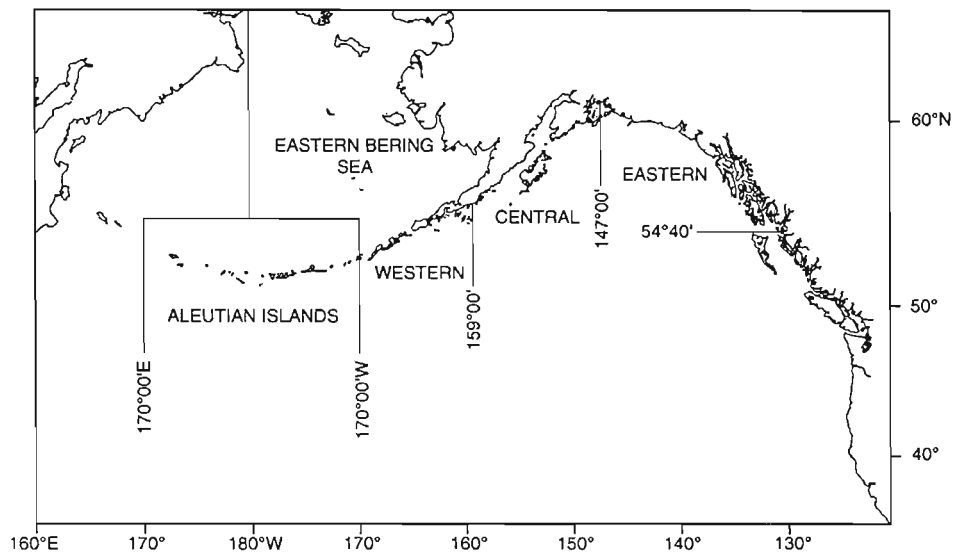 60°N
EASTERN BERING
SEA
EASTERN
CENTRAL
147°00'
54°40'
WESTERN
159°00'
50°
ALEUTIAN ISLANDS
170°00'E
170°00'W
40°
160°E
170°
180°W
170°
160°
150°
140°
130°